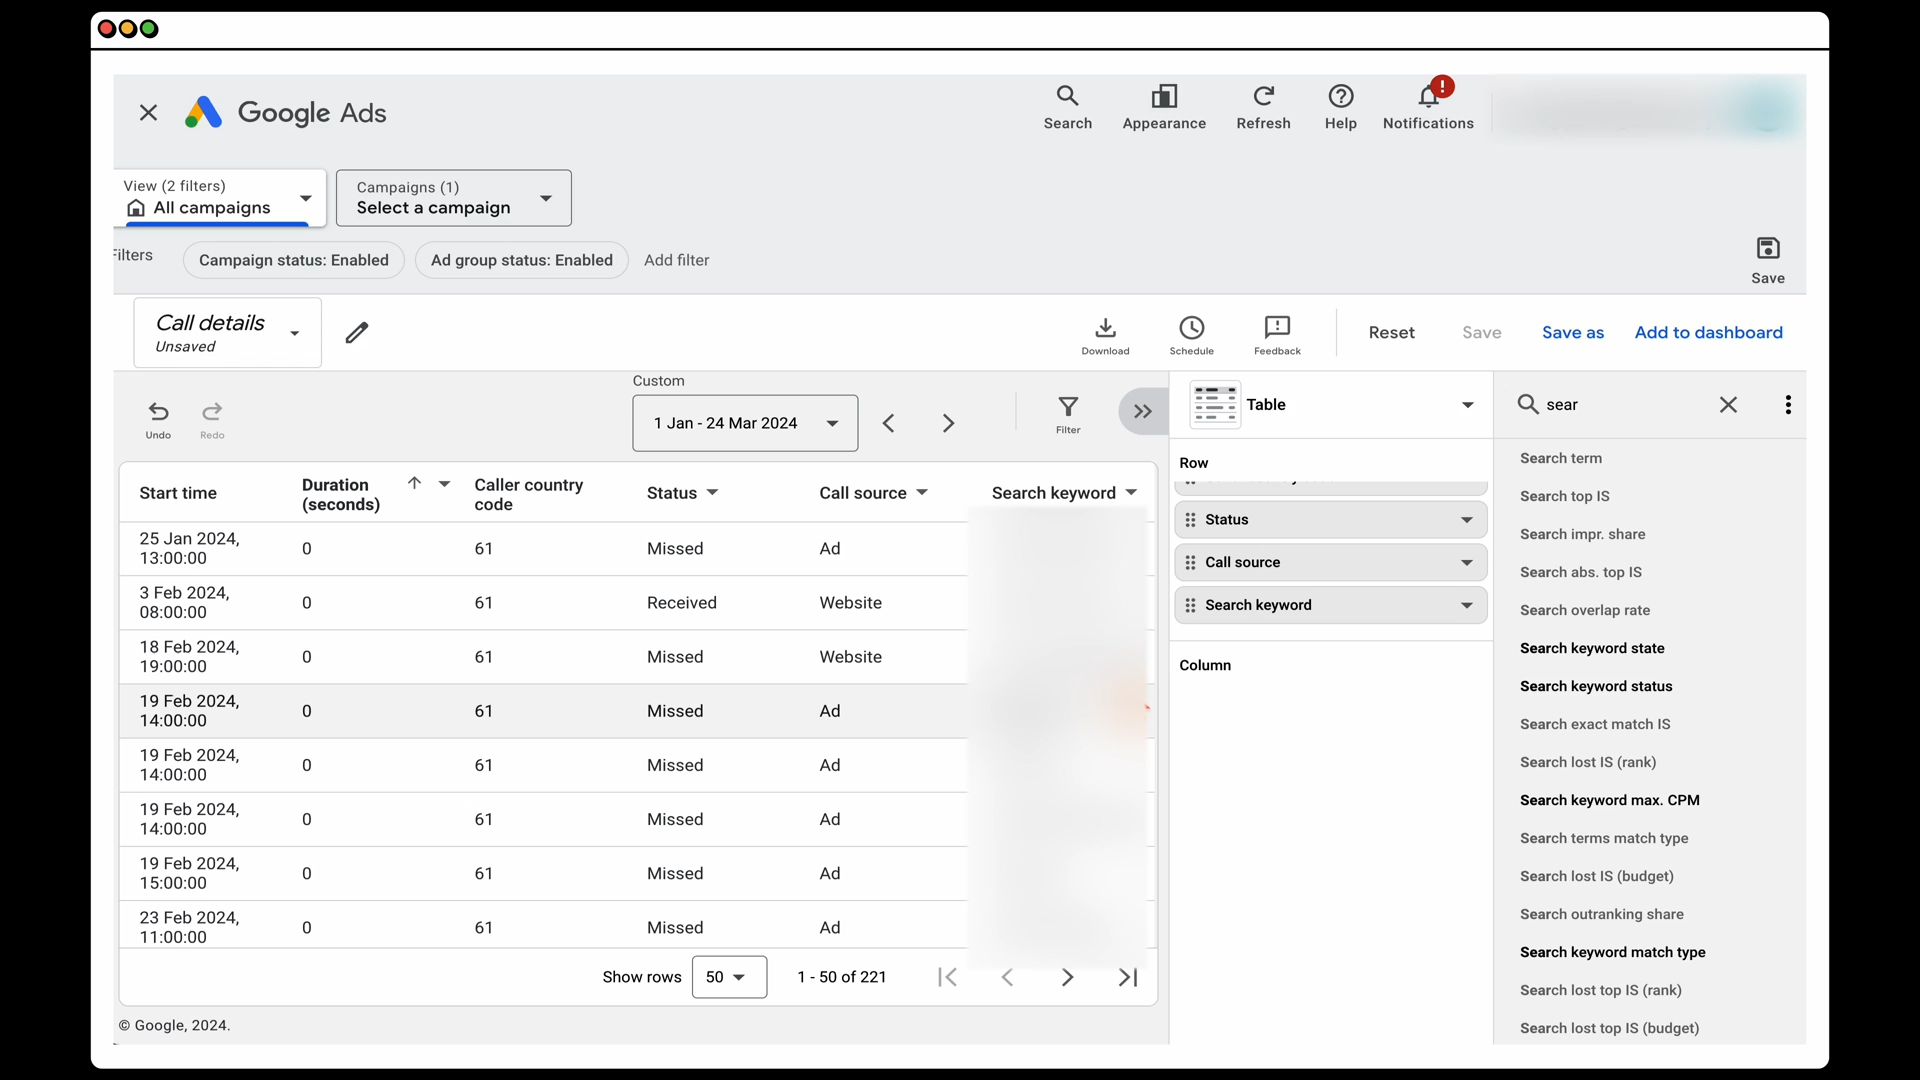 Google Ads
Search
Appearance
Refresh
Help
!
Notifications
View (2 filters)
All campaigns
Campaigns (1)
Select a campaign
Filters
Campaign status: Enabled
Ad group status: Enabled
Add filter
Save
Call details
Unsaved
Download
Schedule
Feedback
Reset
Save
Save as
Add to dashboard
Undo
Redo
Custom
1 Jan - 24 Mar 2024
Filter
Table
sear
Start time
Duration
(seconds)
Caller country
code
Status
Call source
Search keyword
25 Jan 2024,
13:00:00
0
61
Missed
Ad
3 Feb 2024,
08:00:00
0
61
Received
Website
18 Feb 2024,
19:00:00
0
61
Missed
Website
19 Feb 2024,
14:00:00
0
61
Missed
Ad
19 Feb 2024,
14:00:00
0
61
Missed
Ad
19 Feb 2024,
14:00:00
0
61
Missed
Ad
19 Feb 2024,
15:00:00
0
61
Missed
Ad
23 Feb 2024,
11:00:00
0
61
Missed
Ad
Show rows
50
1 - 50 of 221
© Google, 2024.
Row
Status
Call source
Search keyword
Column
Search term
Search top IS
Search impr. share
Search abs. top IS
Search overlap rate
Search keyword state
Search keyword status
Search exact match IS
Search lost IS (rank)
Search keyword max. CPM
Search terms match type
Search lost IS (budget)
Search outranking share
Search keyword match type
Search lost top IS (rank)
Search lost top IS (budget)